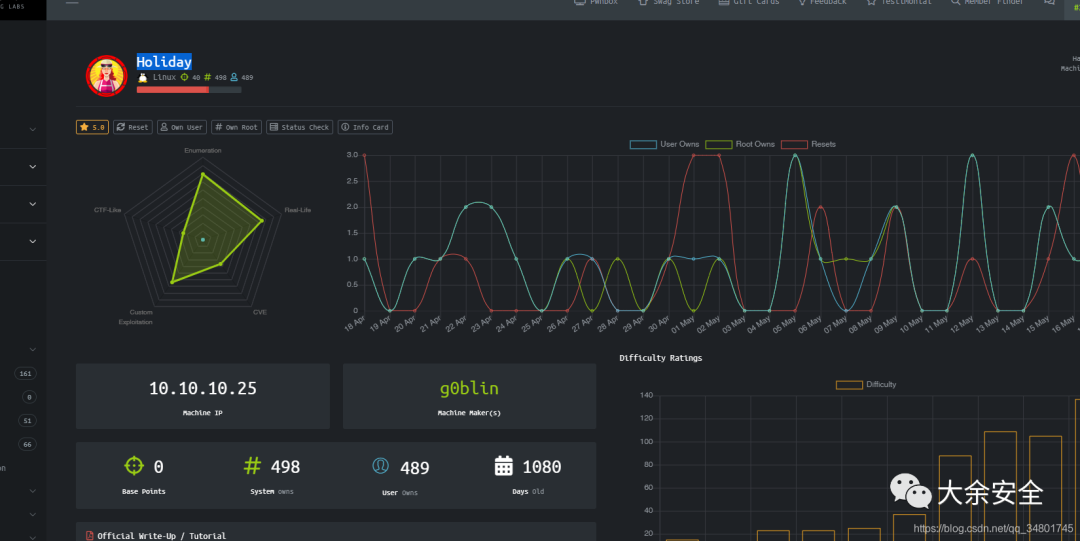 G LABS
Pwnbox Swag Store Gift Cards Feedback Testimonial Member Finder
Holiday
Linux 40 498 489
5.0 Reset Own User Own Root Status Check Info Card
Enumeration
CTF-Like
Real-Life
Custom
Exploitation
CVE
User Owns Root Owns Resets
3.0
2.5
2.0
1.5
1.0
0.5
0
18 Apr 19 Apr 20 Apr 21 Apr 22 Apr 23 Apr 24 Apr 25 Apr 26 Apr 27 Apr 28 Apr 29 Apr 30 Apr 01 May 02 May 03 May 04 May 05 May 06 May 07 May 08 May 09 May 10 May 11 May 12 May 13 May 14 May 15 May 16 May
161
0
51
66
10.10.10.25
Machine IP
g0blin
Machine Maker(s)
0
Base Points
498
System owns
489
User Owns
1080
Days Old
Official Write-Up / Tutorial
Difficulty Ratings
Difficulty
140
120
100
80
60
40
20
大余安全
https://blog.csdn.net/qq_34801745